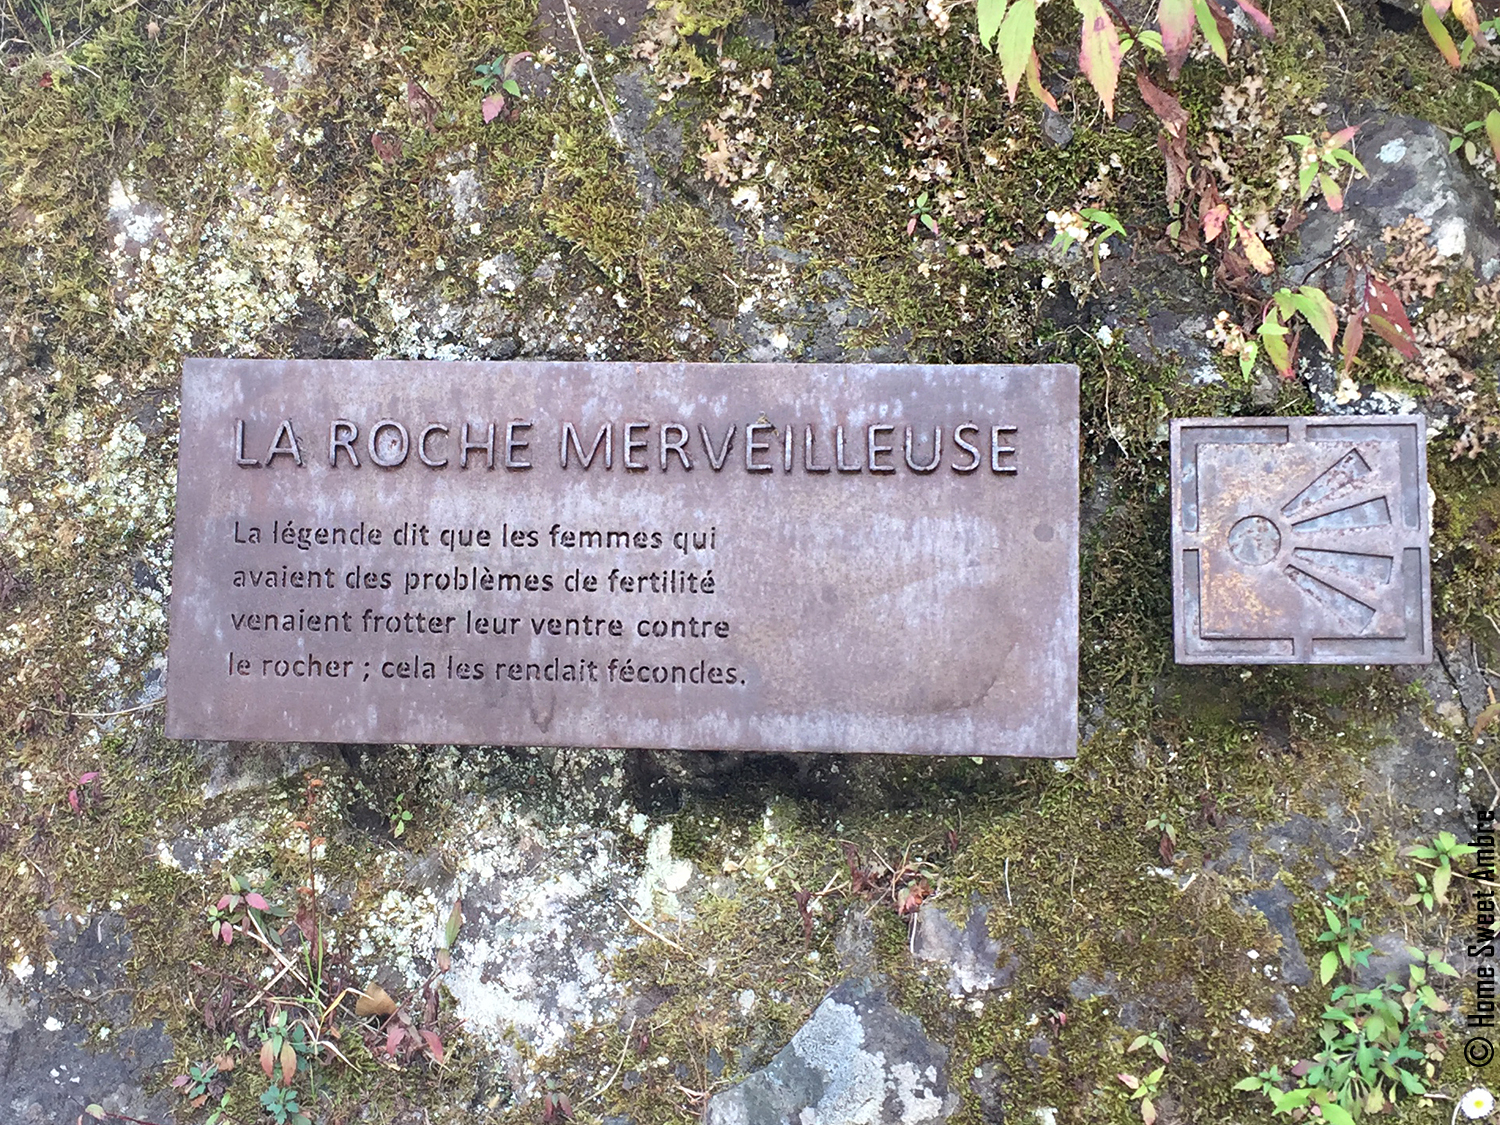 LA ROCHE MERVEILLEUSE
La légende dit que les femmes qui
avaient des problèmes de fertilité
venaient frotter leur ventre contre
le rocher ; cela les rendait fécondes.
© Home Sweet Ambre